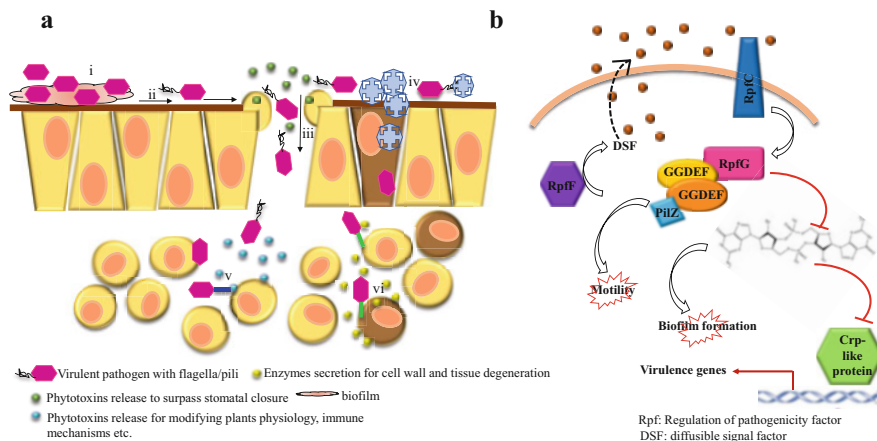 a
b
i
ii
iii
iv
v
vi
RpfC
DSF
RpfF
GGDEF
RpfG
GGDEF
PilZ
Motility
Biofilm formation
Crp-
like
protein
Virulence genes
Virulent pathogen with flagella/pili
Enzymes secretion for cell wall and tissue degeneration
Phytotoxins release to surpass stomatal closure
biofilm
Phytotoxins release for modifying plants physiology, immune
mechanisms etc.
Rpf: Regulation of pathogenicity factor
DSF: diffusible signal factor